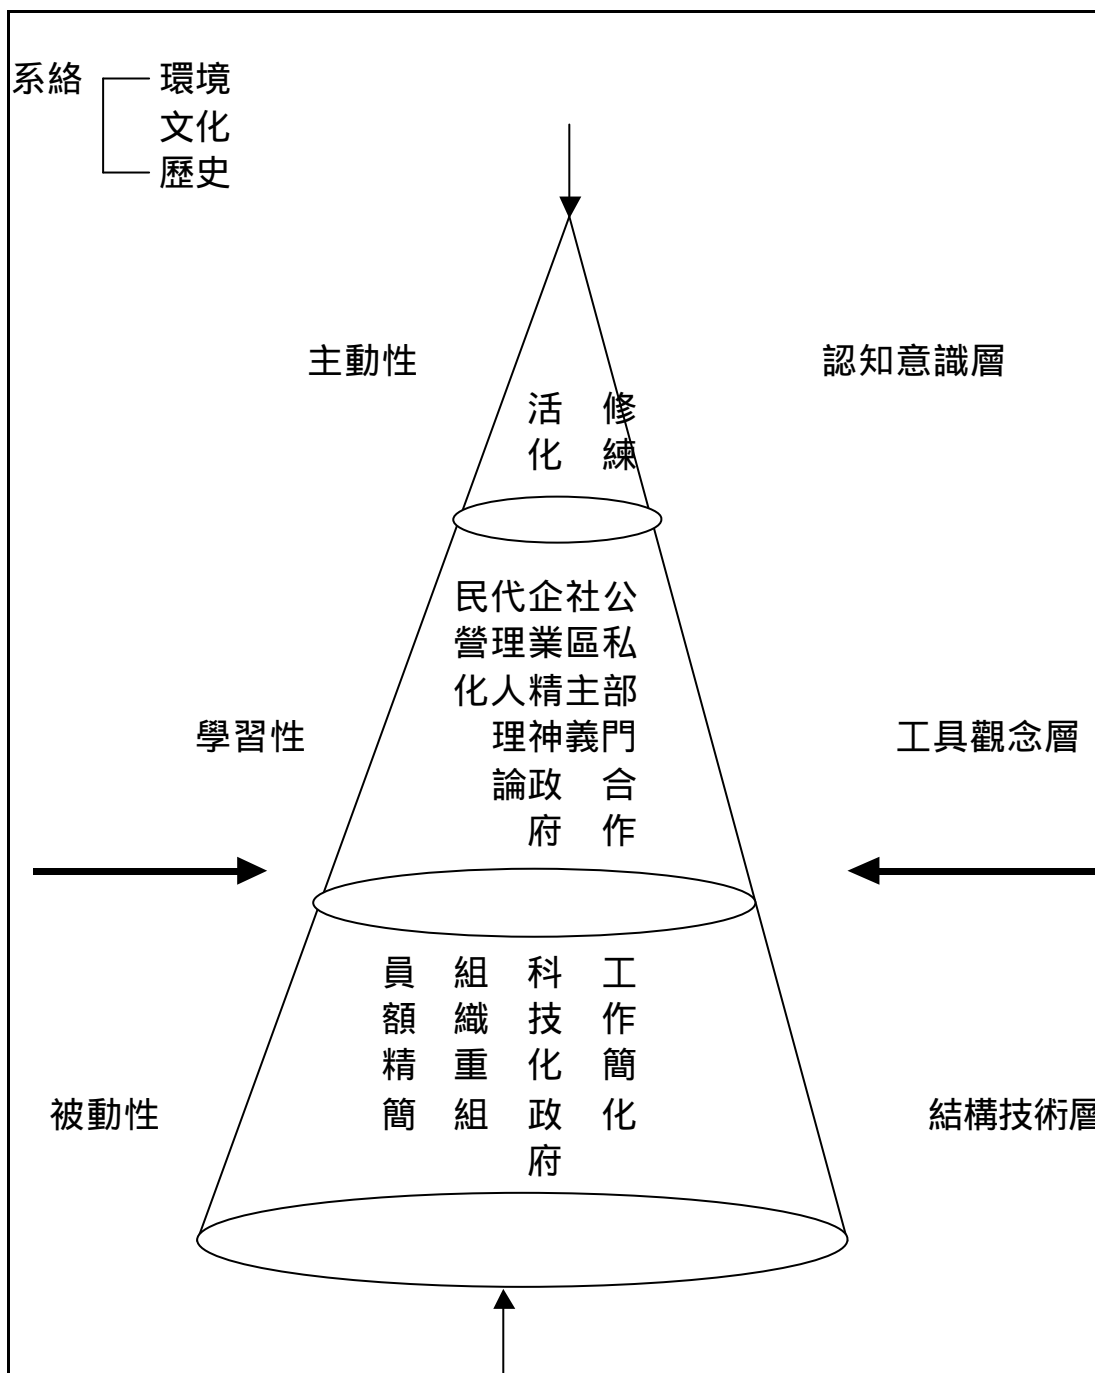 系絡
環境
文化
歷史
主動性
認知意識層
修練
活化
公私部門合作
社區主義
企業精神政府
代理人理論
民營化
學習性
工具觀念層
工作簡化
科技化政府
組織重組
員額精簡
被動性
結構技術層